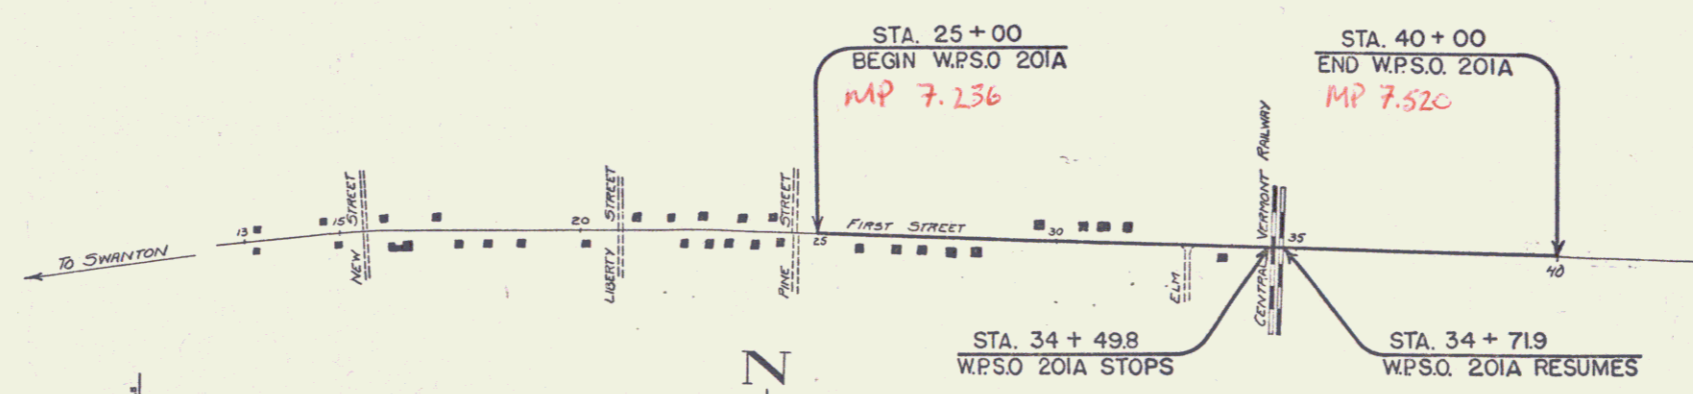 STA. 25 + 00
BEGIN W.P.S.O 201A
MP 7.236
STA. 40 + 00
END W.P.S.O. 201A
MP 7.520
TO SWANTON
13
15
NEW STREET
20
LIBERTY STREET
PINE STREET
25
FIRST STREET
30
ELM
CENTRAL VERMONT RAILWAY
35
40
STA. 34 + 49.8
W.P.S.O 201A STOPS
STA. 34 + 71.9
W.P.S.O. 201A RESUMES
N